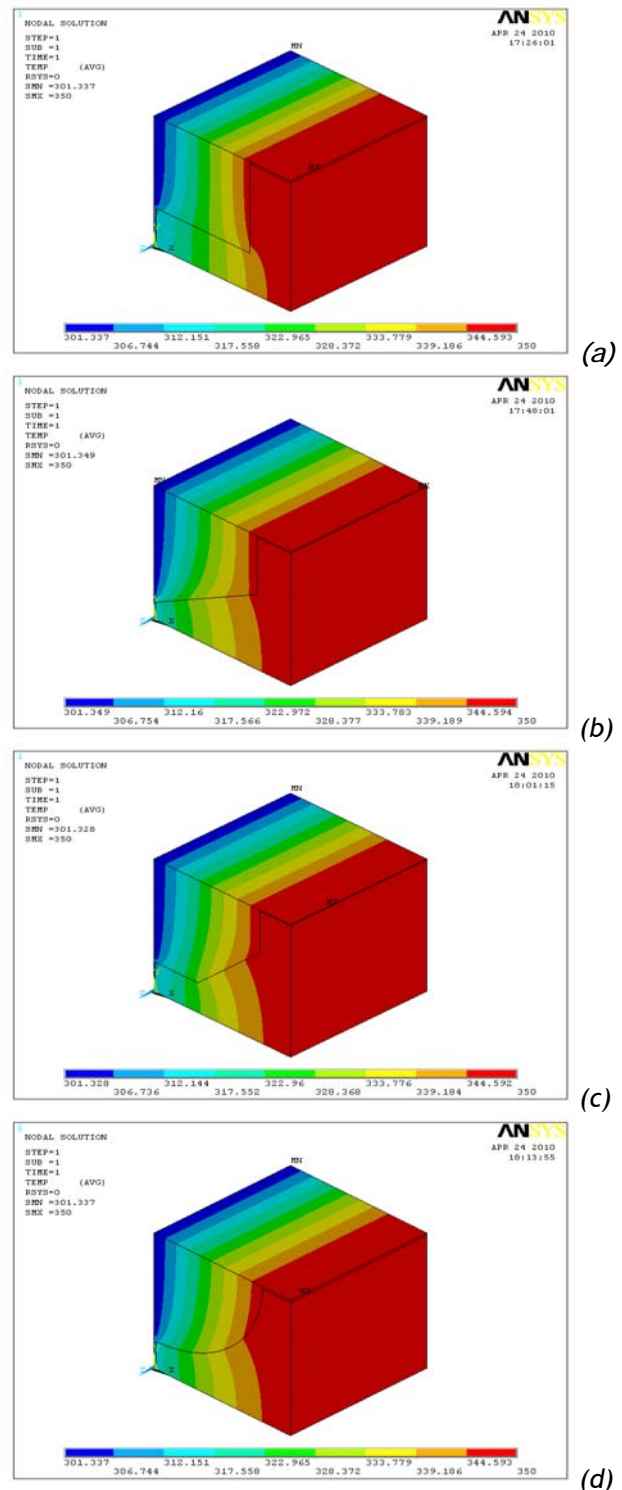 1
NODAL SOLUTION
STEP=1
SUB =1
TIME=1
TEMP (AVG)
RSYS=0
SMN =301.337
SMX =350
ANSYS
APR 24 2010
17:26:01
MN
MX
Y
Z X
301.337 312.151 322.965 333.779 344.593
306.744 317.558 328.372 339.186 350
(a)
1
NODAL SOLUTION
STEP=1
SUB =1
TIME=1
TEMP (AVG)
RSYS=0
SMN =301.349
SMX =350
ANSYS
APR 24 2010
17:48:01
MN
MX
Y
Z X
301.349 312.16 322.972 333.783 344.594
306.754 317.566 328.377 339.189 350
(b)
1
NODAL SOLUTION
STEP=1
SUB =1
TIME=1
TEMP (AVG)
RSYS=0
SMN =301.328
SMX =350
ANSYS
APR 24 2010
18:01:15
MN
MX
Y
Z X
301.328 312.144 322.96 333.776 344.592
306.736 317.552 328.368 339.184 350
(c)
1
NODAL SOLUTION
STEP=1
SUB =1
TIME=1
TEMP (AVG)
RSYS=0
SMN =301.337
SMX =350
ANSYS
APR 24 2010
18:13:55
MN
MX
Y
Z X
301.337 312.151 322.965 333.779 344.593
306.744 317.558 328.372 339.186 350
(d)